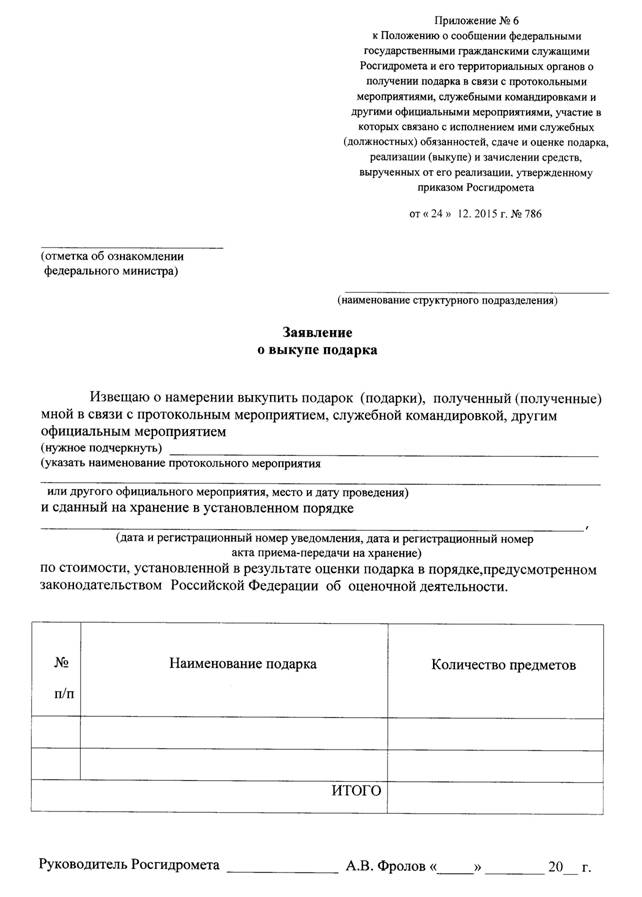 Приложение № 6
к Положению о сообщении федеральными
государственными гражданскими служащими
Росгидромета и его территориальных органов о
получении подарка в связи с протокольными
мероприятиями, служебными командировками и
другими официальными мероприятиями, участие в
которых связано с исполнением ими служебных
(должностных) обязанностей, сдаче и оценке подарка,
реализации (выкупе) и зачислении средств,
вырученных от его реализации, утвержденному
приказом Росгидромета
от « 24 » 12. 2015 г. № 786
(отметка об ознакомлении
федерального министра)
(наименование структурного подразделения)
Заявление
о выкупе подарка
Извещаю о намерении выкупить подарок (подарки), полученный (полученные)
мной в связи с протокольным мероприятием, служебной командировкой, другим
официальным мероприятием
(нужное подчеркнуть)
(указать наименование протокольного мероприятия
или другого официального мероприятия, место и дату проведения)
и сданный на хранение в установленном порядке
,
(дата и регистрационный номер уведомления, дата и регистрационный номер
акта приема-передачи на хранение)
по стоимости, установленной в результате оценки подарка в порядке,предусмотренном
законодательством Российской Федерации об оценочной деятельности.
№
п/п
Наименование подарка
Количество предметов
ИТОГО
Руководитель Росгидромета ______________ А.В. Фролов «_____» ________ 20__ г.